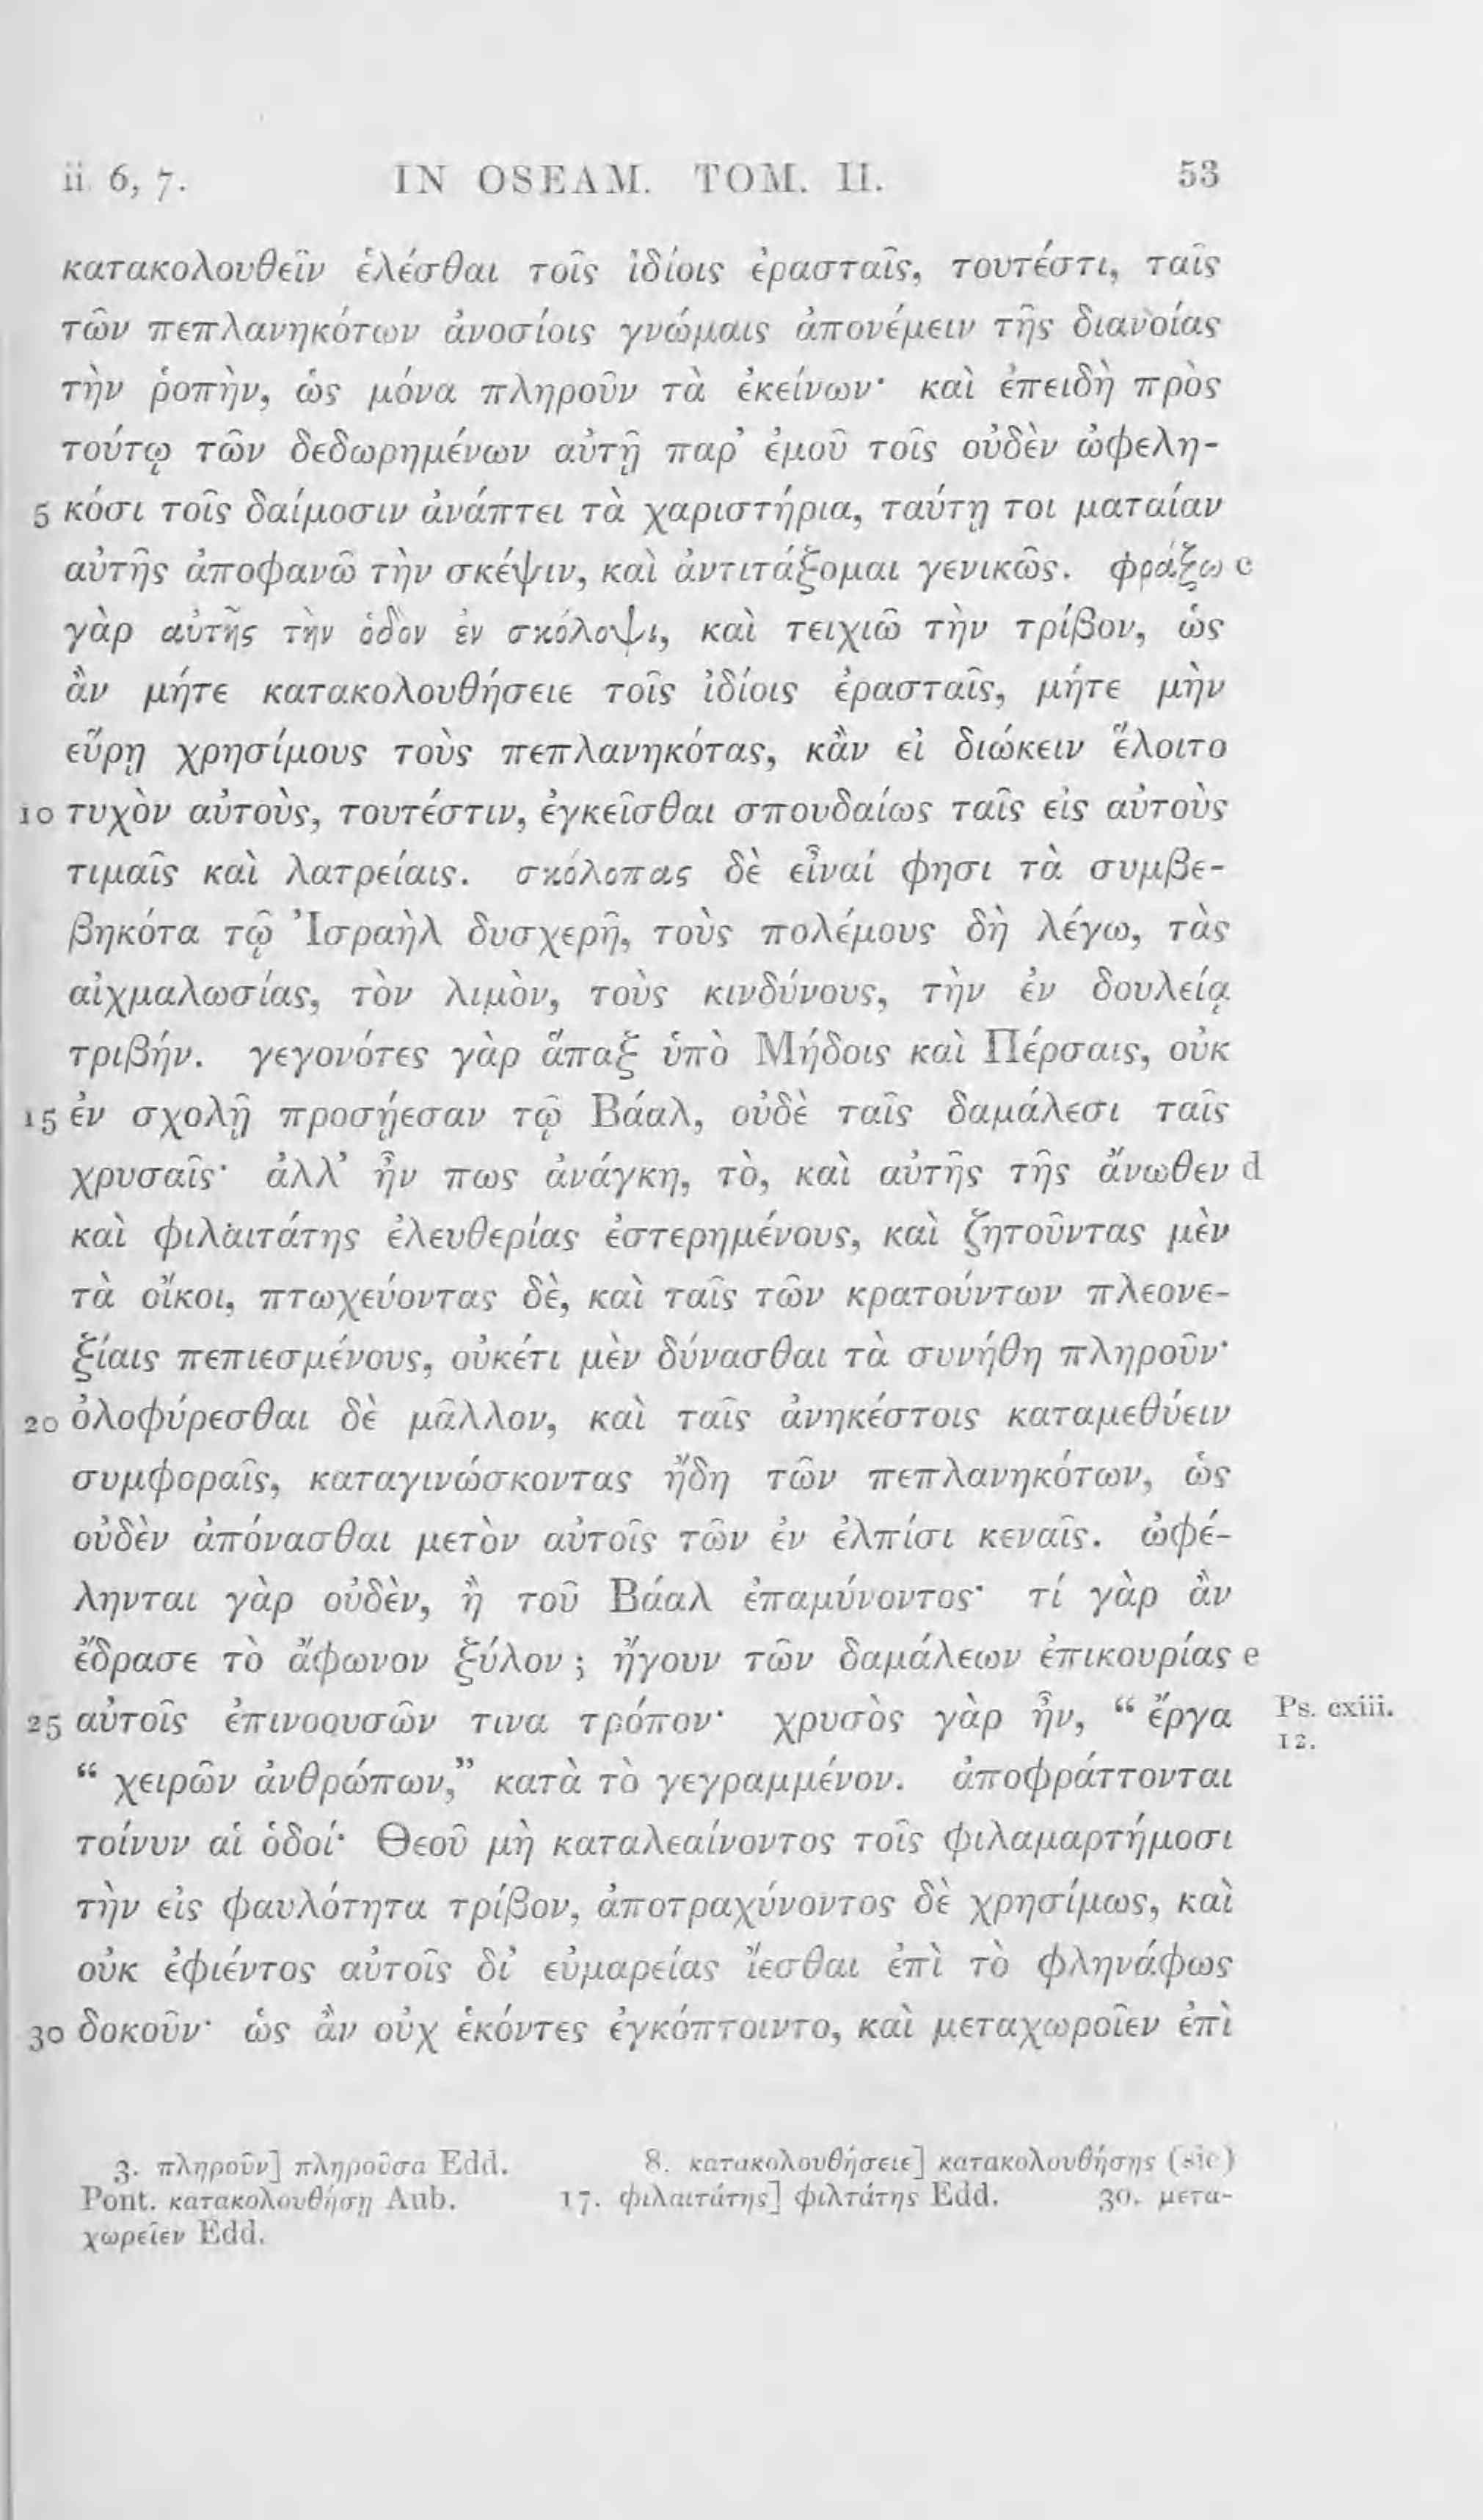 ii 6, 7. IN OSEAM. TOM. II. 53
κατακολουθεῖν ἑλέσθαι τοῖς ἰδίοις ἐρασταῖς, τουτέστι, ταῖς
τῶν πεπλανηκότων ἀνοσίοις γνώμαις ἀπονέμειν τῆς διανοίας
τὴν ῥοπὴν, ὡς μόνα πληροῦν τὰ ἐκείνων· καὶ ἐπειδὴ πρὸς
τούτῳ τῶν δεδωρημένων αὐτῇ παρ’ ἐμοῦ τοῖς οὐδὲν ὠφελη-
5 κόσι τοῖς δαίμοσιν ἀνάπτει τὰ χαριστήρια, ταύτῃ τοι ματαίαν
αὐτῆς ἀποφανῶ τὴν σκέψιν, καὶ ἀντιτάξομαι γενικῶς. φράξω c
γὰρ αὐτῆς τὴν ὁδὸν ἐν σκόλοψι, καὶ τειχιῶ τὴν τρίβον, ὡς
ἂν μήτε κατακολουθήσειε τοῖς ἰδίοις ἐρασταῖς, μήτε μὴν
εὕρῃ χρησίμους τοὺς πεπλανηκότας, κἂν εἰ διώκειν ἕλοιτο
10 τυχὸν αὐτοὺς, τουτέστιν, ἐγκεῖσθαι σπουδαίως ταῖς εἰς αὐτοὺς
τιμαῖς καὶ λατρείαις. σκόλοπας δὲ εἶναί φησι τὰ συμβε-
βηκότα τῷ Ἰσραὴλ δυσχερῆ, τοὺς πολέμους δὴ λέγω, τὰς
αἰχμαλωσίας, τὸν λιμὸν, τοὺς κινδύνους, τὴν ἐν δουλείᾳ
τριβήν. γεγονότες γὰρ ἅπαξ ὑπὸ Μήδοις καὶ Πέρσαις, οὐκ
15 ἐν σχολῇ προσῄεσαν τῷ Βάαλ, οὐδὲ ταῖς δαμάλεσι ταῖς
χρυσαῖς· ἀλλ’ ἦν πως ἀνάγκη, τὸ, καὶ αὐτῆς τῆς ἄνωθεν d
καὶ φιλαιτάτης ἐλευθερίας ἐστερημένους, καὶ ζητοῦντας μὲν
τὰ οἴκοι, πτωχεύοντας δὲ, καὶ ταῖς τῶν κρατούντων πλεονε-
ξίαις πεπιεσμένους, οὐκέτι μὲν δύνασθαι τὰ συνήθη πληροῦν·
20 ὀλοφύρεσθαι δὲ μᾶλλον, καὶ ταῖς ἀνηκέστοις καταμεθύειν
συμφοραῖς, καταγινώσκοντας ἤδη τῶν πεπλανηκότων, ὡς
οὐδὲν ἀπόνασθαι μετὸν αὐτοῖς τῶν ἐν ἐλπίσι κεναῖς. ὠφέ-
ληνται γὰρ οὐδὲν, ἢ τοῦ Βάαλ ἐπαμύνοντος· τί γὰρ ἂν
ἔδρασε τὸ ἄφωνον ξύλον ; ἤγουν τῶν δαμάλεων ἐπικουρίας e
25 αὐτοῖς ἐπινοουσῶν τινα τρόπον· χρυσὸς γὰρ ἦν, “ ἔργα Ps. cxiii.
12.
“ χειρῶν ἀνθρώπων,” κατὰ τὸ γεγραμμένον. ἀποφράττονται
τοίνυν αἱ ὁδοί· Θεοῦ μὴ καταλεαίνοντος τοῖς φιλαμαρτήμοσι
τὴν εἰς φαυλότητα τρίβον, ἀποτραχύνοντος δὲ χρησίμως, καὶ
οὐκ ἐφιέντος αὐτοῖς δι’ εὐμαρείας ἵεσθαι ἐπὶ τὸ φληνάφως
30 δοκοῦν· ὡς ἂν οὐχ ἑκόντες ἐγκόπτοιντο, καὶ μεταχωροῖεν ἐπὶ
3. πληροῦν] πληροῦσα Edd. 8. κατακολουθήσειε] κατακολουθήσης (sic)
Pont. κατακολουθήσῃ Aub. 17. φιλαιτάτης] φιλτάτης Edd. 30. μετα-
χωρεῖεν Edd.